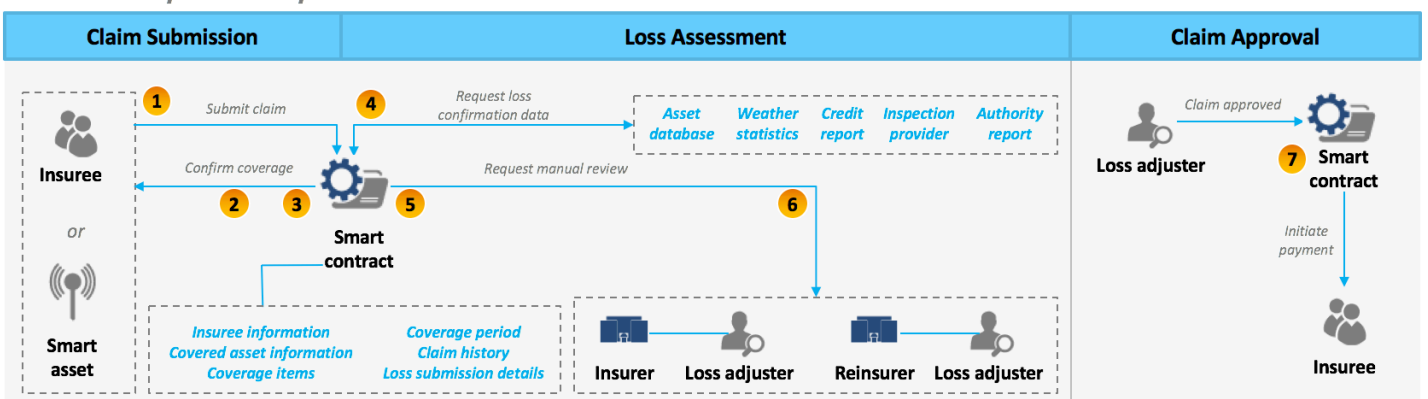 Claim Submission
Loss Assessment
Claim Approval
1
Submit claim
4
Request loss
confirmation data
Asset
database
Weather
statistics
Credit
report
Inspection
provider
Authority
report
Insuree
Confirm coverage
2
3
5
Request manual review
6
or
Smart
contract
Smart
asset
Insuree information
Covered asset information
Coverage items
Coverage period
Claim history
Loss submission details
Insurer
Loss adjuster
Reinsurer
Loss adjuster
Claim approved
Loss adjuster
7
Smart
contract
Initiate
payment
Insuree